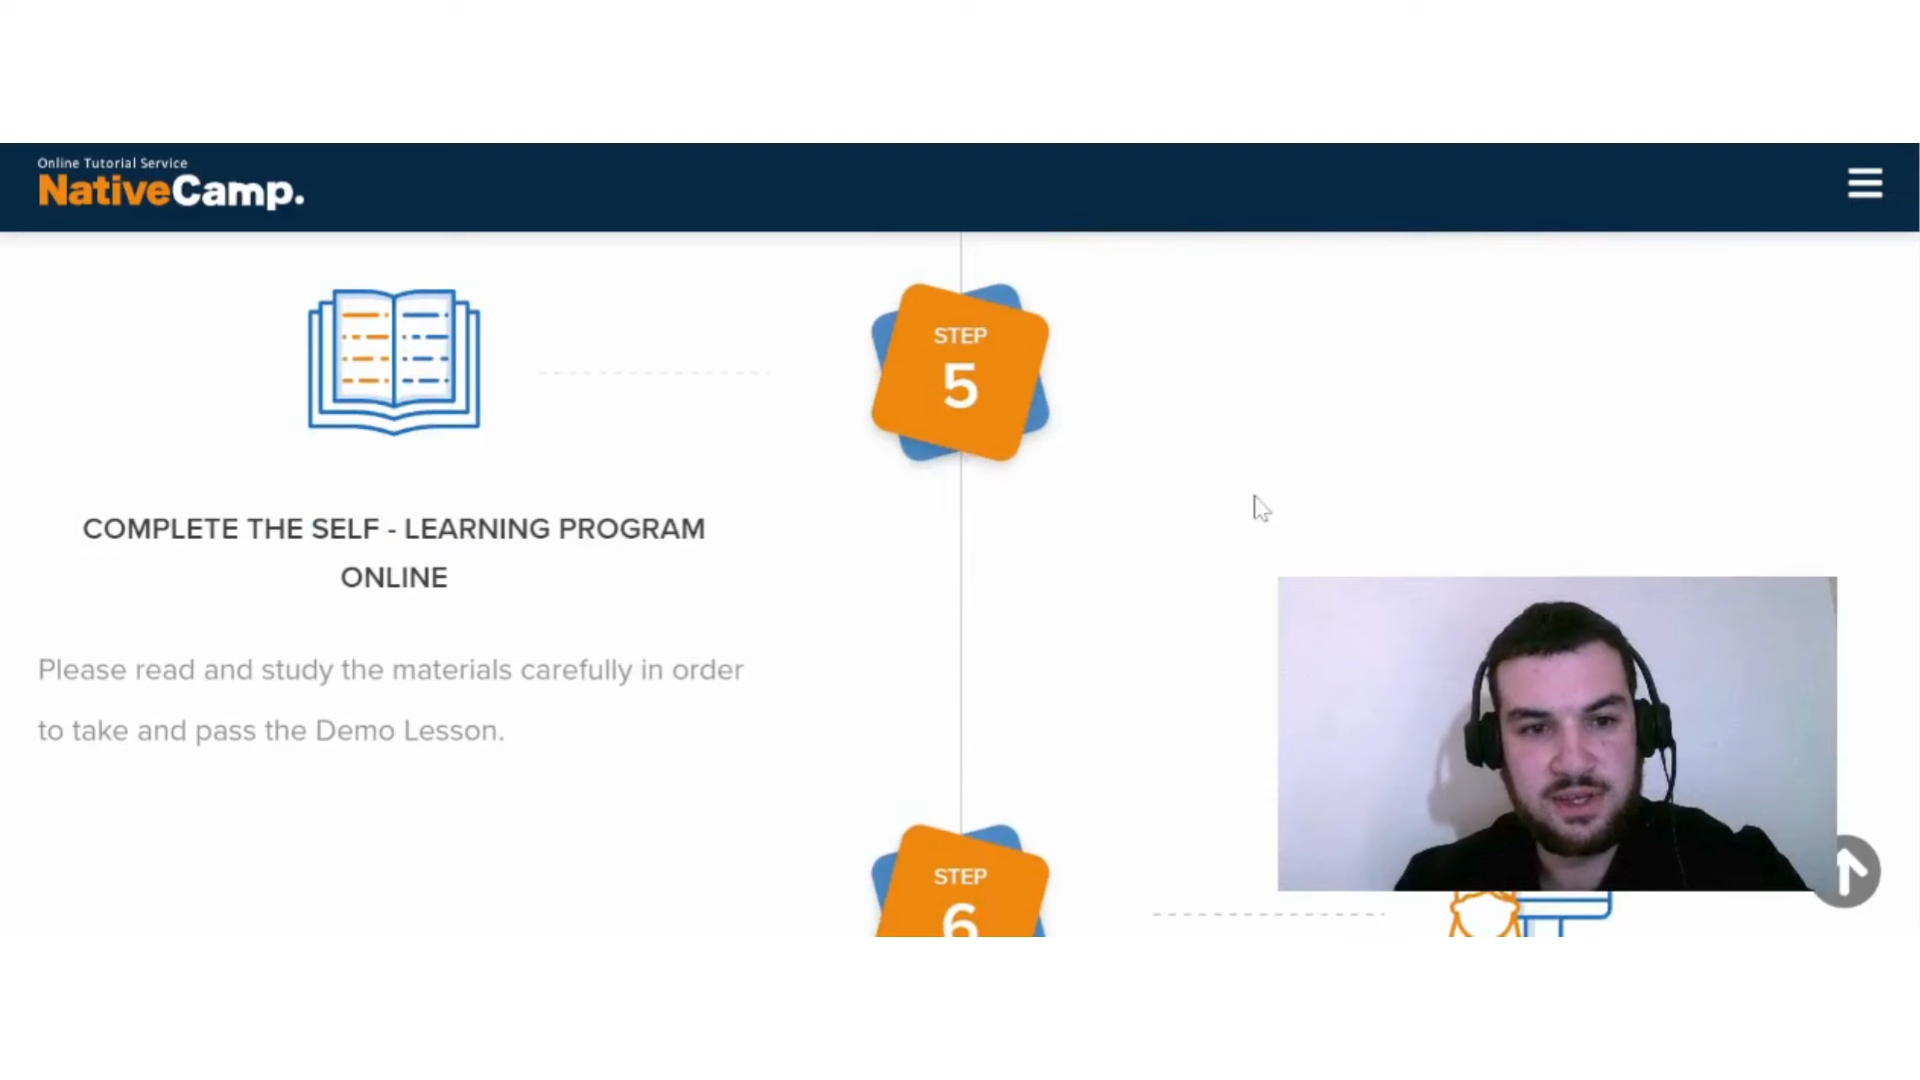 Online Tutorial Service
NativeCamp.
STEP
5
COMPLETE THE SELF - LEARNING PROGRAM
ONLINE
Please read and study the materials carefully in order
to take and pass the Demo Lesson.
STEP
6